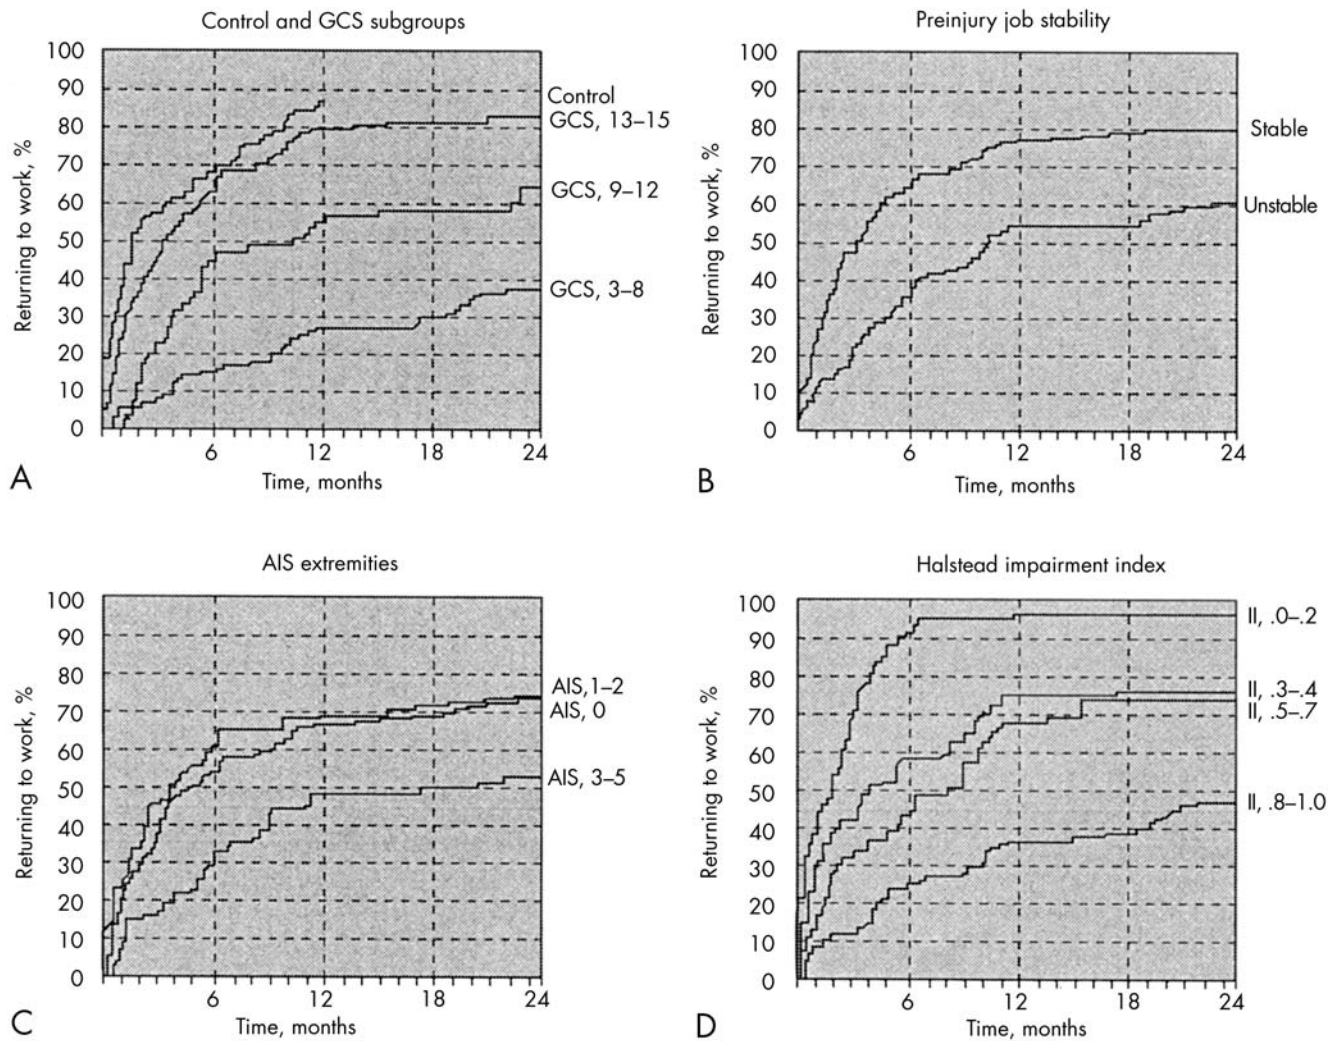 Control and GCS subgroups
Returning to work, %
100
90
80
70
60
50
40
30
20
10
0
Control
GCS, 13–15
GCS, 9–12
GCS, 3–8
6 12 18 24
Time, months
A
Preinjury job stability
Returning to work, %
100
90
80
70
60
50
40
30
20
10
0
Stable
Unstable
6 12 18 24
Time, months
B
AIS extremities
Returning to work, %
100
90
80
70
60
50
40
30
20
10
0
AIS,1–2
AIS, 0
AIS, 3–5
6 12 18 24
Time, months
C
Halstead impairment index
Returning to work, %
100
90
80
70
60
50
40
30
20
10
0
II, .0–.2
II, .3–.4
II, .5–.7
II, .8–1.0
6 12 18 24
Time, months
D